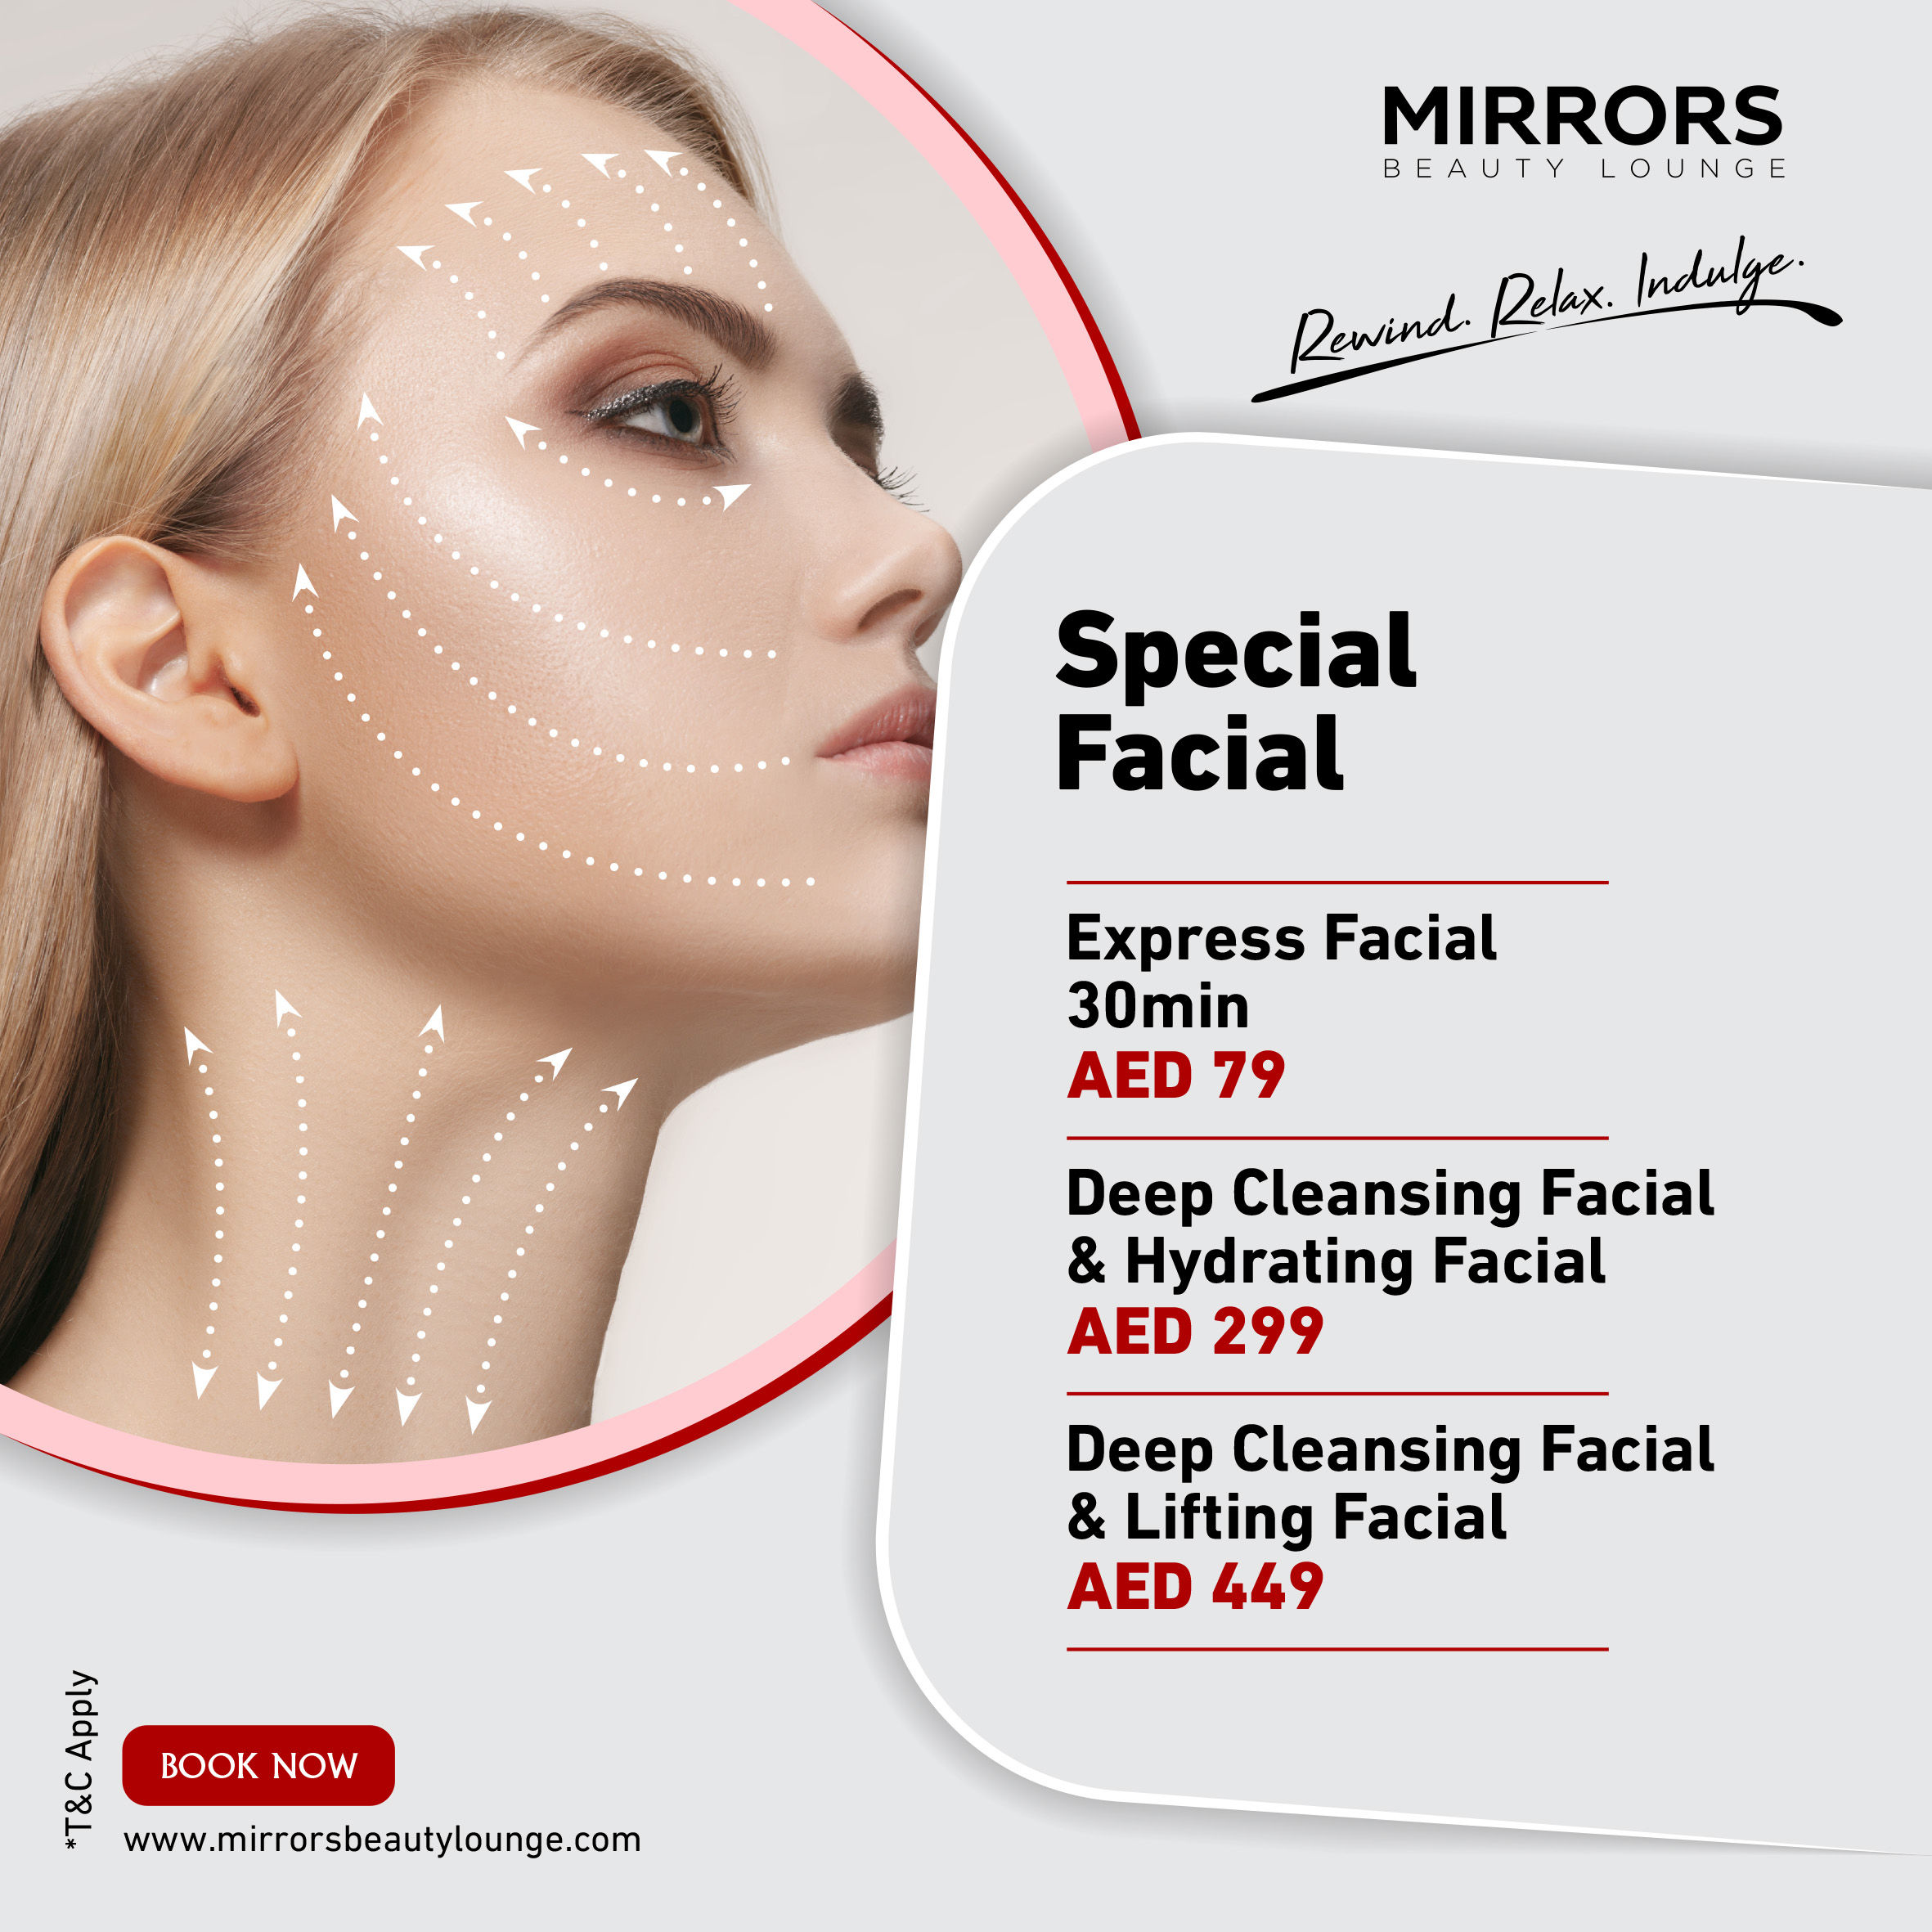 MIRRORS
BEAUTY LOUNGE
Rewind. Relax. Indulge.
Special
Facial
Express Facial
30min
AED 79
Deep Cleansing Facial
& Hydrating Facial
AED 299
Deep Cleansing Facial
& Lifting Facial
AED 449
*T&C Apply
BOOK NOW
www.mirrorsbeautylounge.com